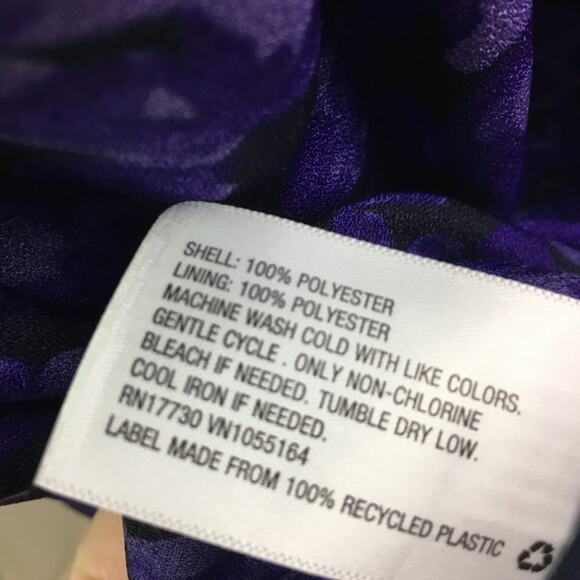 SHELL: 100% POLYESTER
LINING: 100% POLYESTER
MACHINE WASH COLD WITH LIKE COLORS.
GENTLE CYCLE . ONLY NON-CHLORINE
BLEACH IF NEEDED. TUMBLE DRY LOW.
COOL IRON IF NEEDED.
RN17730 VN1055164
LABEL MADE FROM 100% RECYCLED PLASTIC